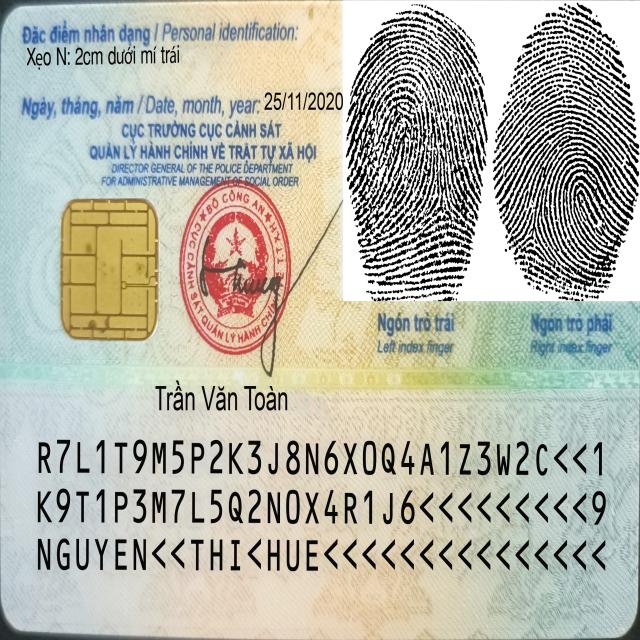 Đặc điểm nhân dạng / Personal identification:
Xẹo N: 2cm dưới mí trái
Ngày, tháng, năm / Date, month, year: 25/11/2020
CỤC TRƯỞNG CỤC CẢNH SÁT
QUẢN LÝ HÀNH CHÍNH VỀ TRẬT TỰ XÃ HỘI
DIRECTOR GENERAL OF THE POLICE DEPARTMENT
FOR ADMINISTRATIVE MANAGEMENT OF SOCIAL ORDER
BỘ CÔNG AN
CỤC CẢNH SÁT QUẢN LÝ HÀNH CHÍNH
Ngón trỏ trái
Left index finger
Ngón trỏ phải
Right index finger
Trần Văn Toàn
R7L1T9M5P2K3J8N6X0Q4A1Z3W2C<<1
K9T1P3M7L5Q2N0X4R1J6<<<<<<<<<9
NGUYEN<<THI<HUE<<<<<<<<<<<<<<<